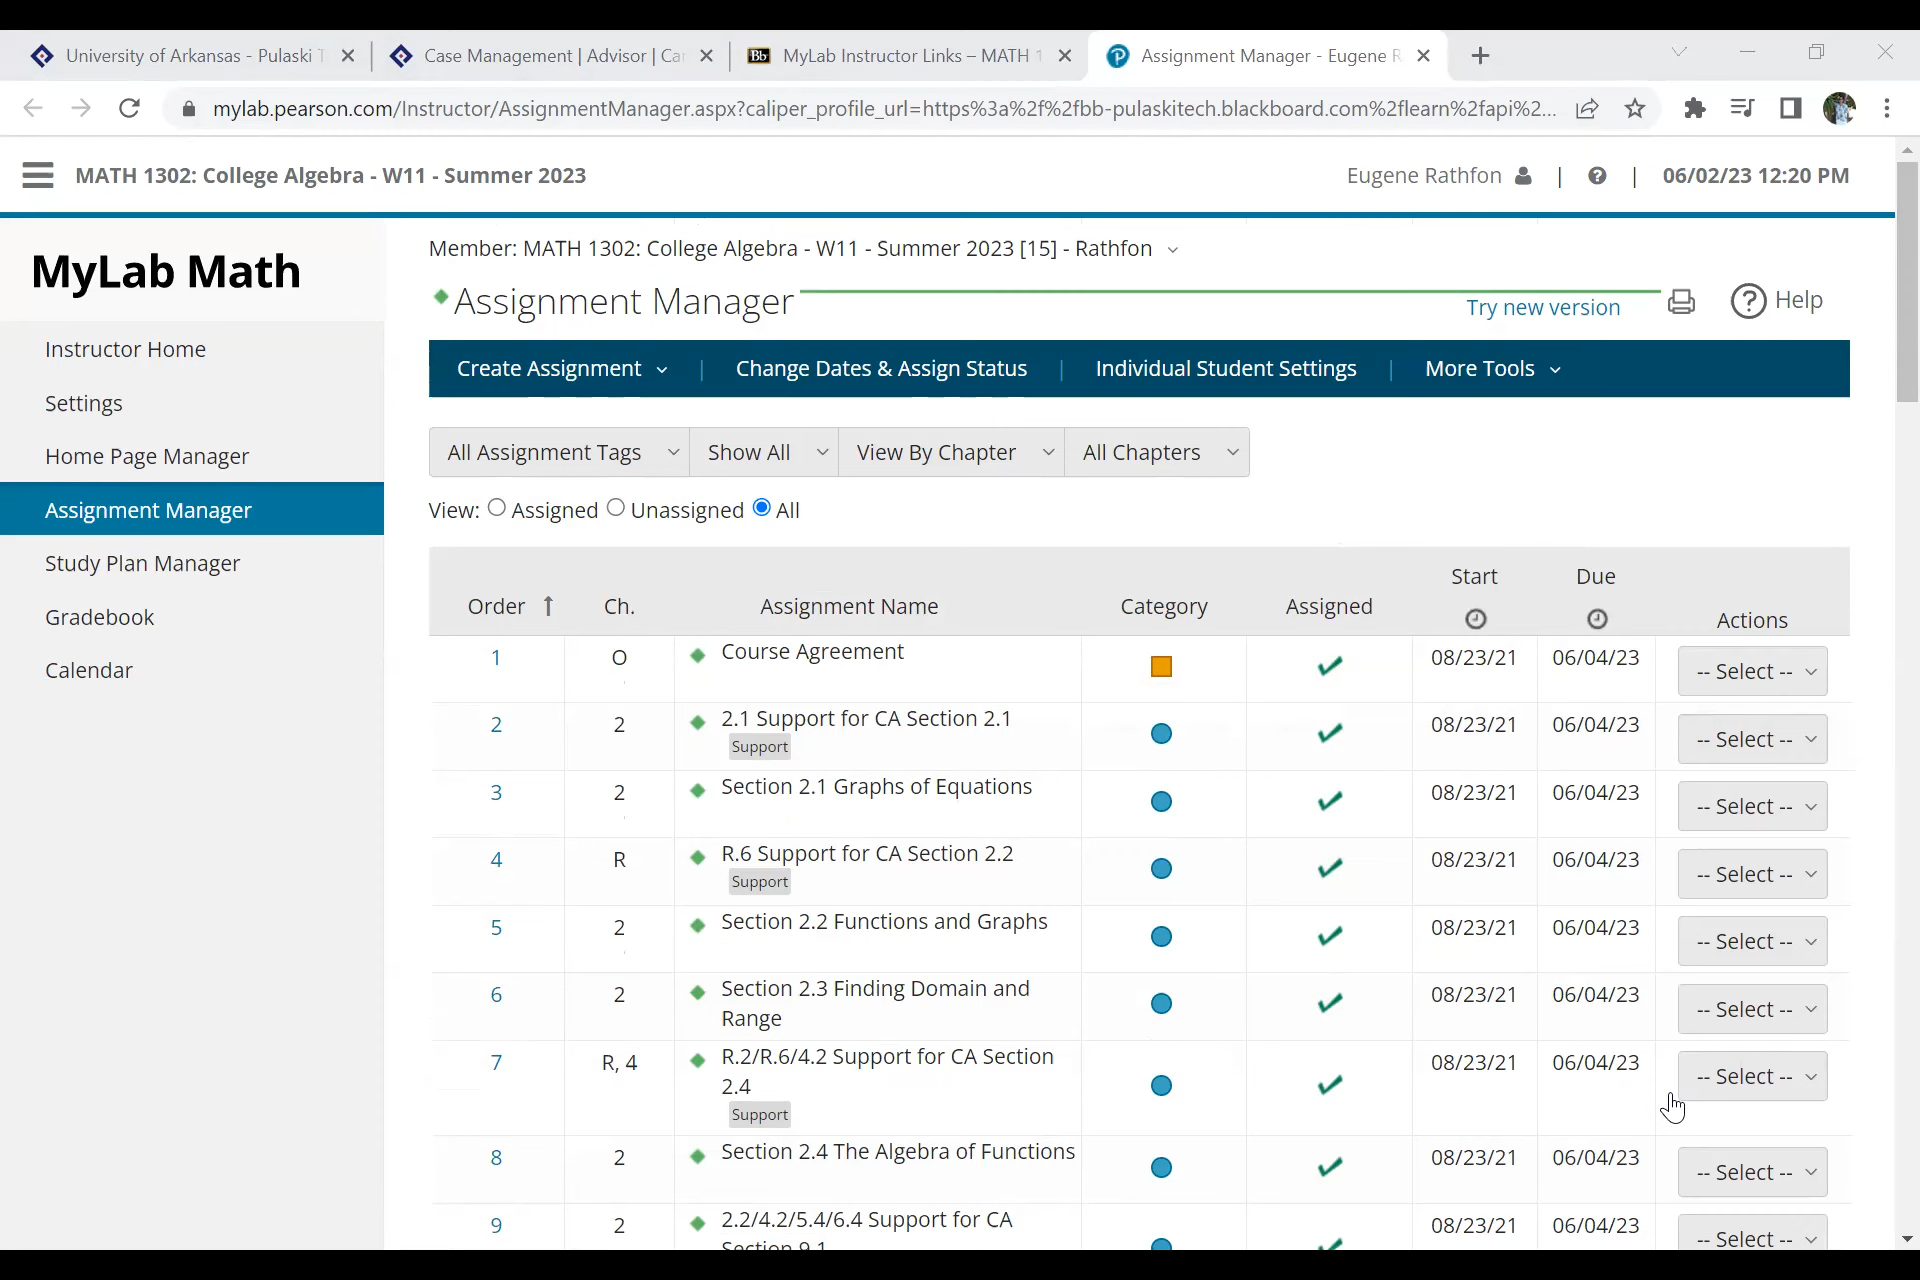 University of Arkansas - Pulaski T
Case Management | Advisor | Car
Bb MyLab Instructor Links – MATH 1
Assignment Manager - Eugene R
mylab.pearson.com/Instructor/AssignmentManager.aspx?caliper_profile_url=https%3a%2f%2fbb-pulaskitech.blackboard.com%2flearn%2fapi%2...
MATH 1302: College Algebra - W11 - Summer 2023
Eugene Rathfon | ? | 06/02/23 12:20 PM
MyLab Math
Instructor Home
Settings
Home Page Manager
Assignment Manager
Study Plan Manager
Gradebook
Calendar
Member: MATH 1302: College Algebra - W11 - Summer 2023 [15] - Rathfon
Assignment Manager
Try new version
? Help
Create Assignment | Change Dates & Assign Status | Individual Student Settings | More Tools
All Assignment Tags Show All View By Chapter All Chapters
View: Assigned Unassigned All
Order Ch. Assignment Name Category Assigned Start Due Actions
1 O Course Agreement 08/23/21 06/04/23 -- Select --
2 2 2.1 Support for CA Section 2.1 08/23/21 06/04/23 -- Select --
Support
3 2 Section 2.1 Graphs of Equations 08/23/21 06/04/23 -- Select --
4 R R.6 Support for CA Section 2.2 08/23/21 06/04/23 -- Select --
Support
5 2 Section 2.2 Functions and Graphs 08/23/21 06/04/23 -- Select --
6 2 Section 2.3 Finding Domain and 08/23/21 06/04/23 -- Select --
Range
7 R, 4 R.2/R.6/4.2 Support for CA Section 08/23/21 06/04/23 -- Select --
2.4
Support
8 2 Section 2.4 The Algebra of Functions 08/23/21 06/04/23 -- Select --
9 2 2.2/4.2/5.4/6.4 Support for CA 08/23/21 06/04/23 -- Select --
Section 9.1